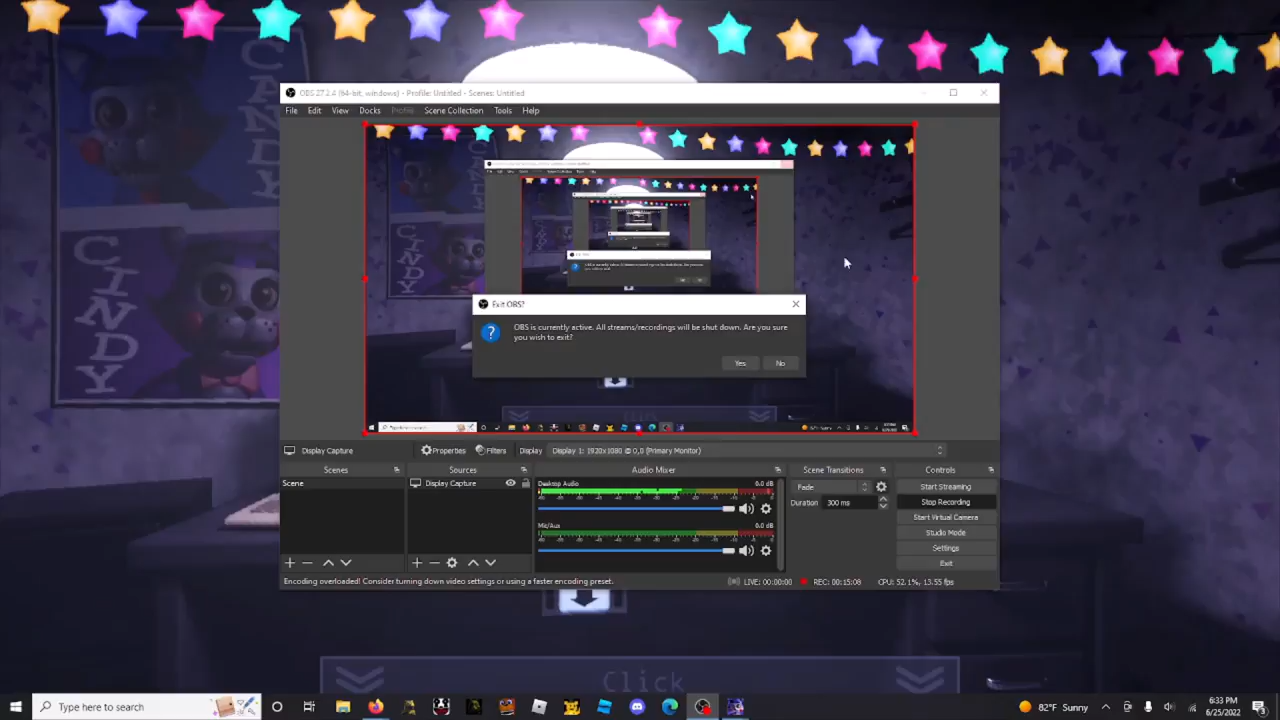 OBS 27.2.4 (64-bit, windows) - Profile: Untitled - Scenes: Untitled
File Edit View Docks Profile Scene Collection Tools Help
CANDY
CINDY
Exit OBS?
OBS is currently active. All streams/recordings will be shut down. Are you sure
you wish to exit?
Yes No
Display Capture Properties Filters Display Display 1: 1920x1080 @ 0,0 (Primary Monitor)
Scenes Sources Audio Mixer Scene Transitions Controls
Scene
Display Capture
Desktop Audio 0.0 dB
Mic/Aux 0.0 dB
Fade
Duration 300 ms
Start Streaming
Stop Recording
Start Virtual Camera
Studio Mode
Settings
Exit
Encoding overloaded! Consider turning down video settings or using a faster encoding preset. LIVE: 00:00:00 REC: 00:15:08 CPU: 52.1%, 13.55 fps
Click
Type here to search
82°F Sunny
6:33 PM
6/25/2022